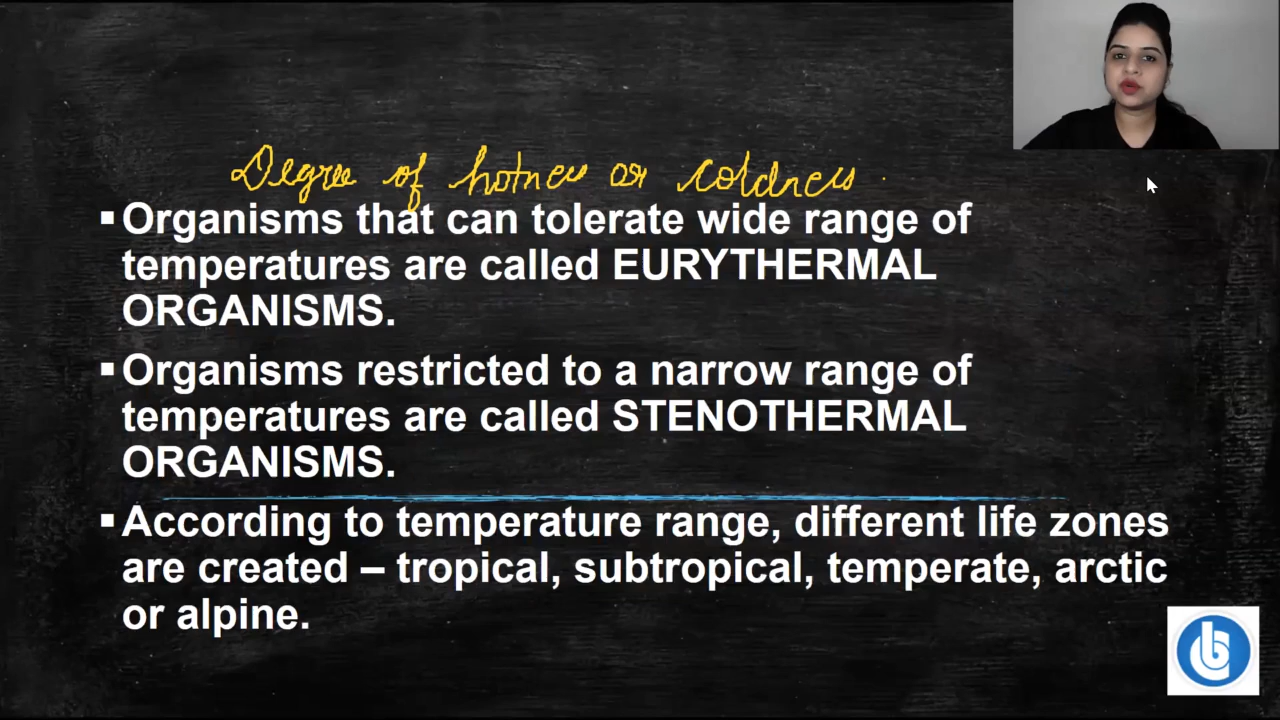 Degree of hotness or coldness.
▪Organisms that can tolerate wide range of
temperatures are called EURYTHERMAL
ORGANISMS.
▪Organisms restricted to a narrow range of
temperatures are called STENOTHERMAL
ORGANISMS.
▪According to temperature range, different life zones
are created – tropical, subtropical, temperate, arctic
or alpine.